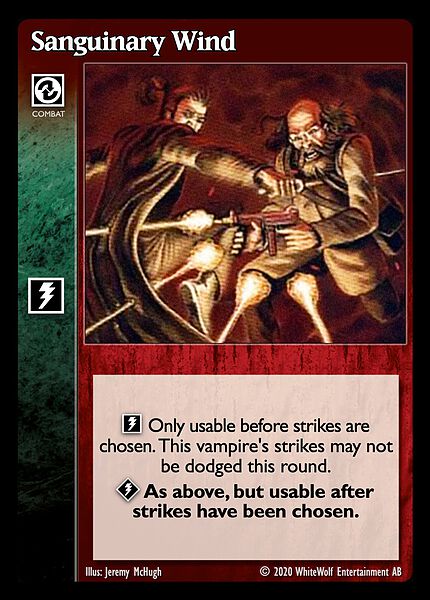 Sanguinary Wind
COMBAT
Only usable before strikes are
chosen. This vampire's strikes may not
be dodged this round.
As above, but usable after
strikes have been chosen.
Illus: Jeremy McHugh © 2020 WhiteWolf Entertainment AB